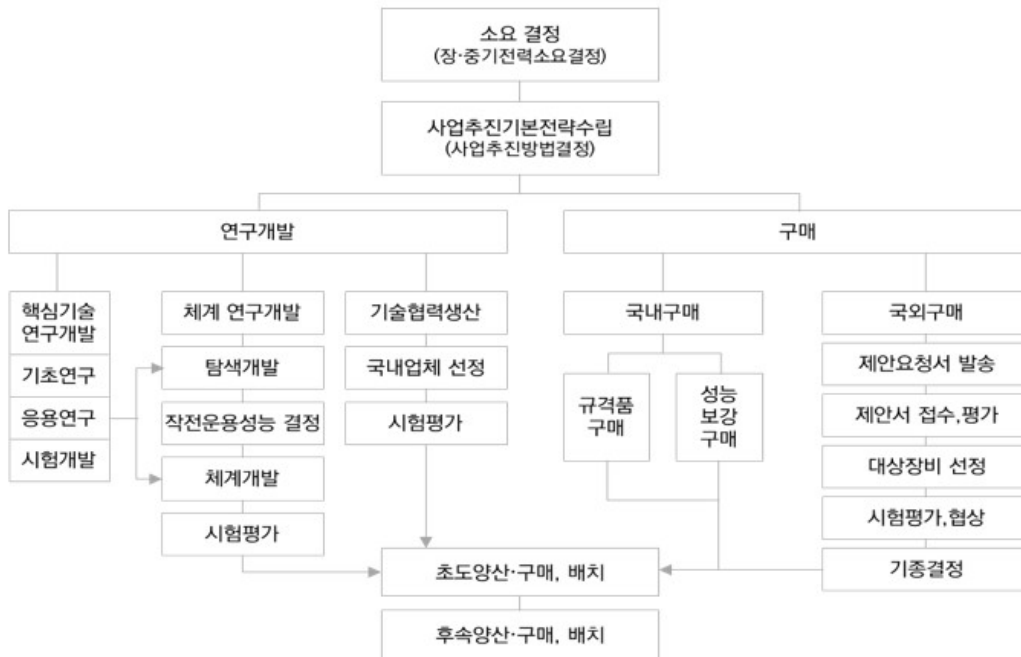 소요 결정
(장·중기전력소요결정)
사업추진기본전략수립
(사업추진방법결정)
연구개발
구매
핵심기술
연구개발
기초연구
응용연구
시험개발
체계 연구개발
탐색개발
작전운용성능 결정
체계개발
시험평가
기술협력생산
국내업체 선정
시험평가
국내구매
규격품
구매
성능
보강
구매
국외구매
제안요청서 발송
제안서 접수,평가
대상장비 선정
시험평가,협상
기종결정
초도양산·구매, 배치
후속양산·구매, 배치